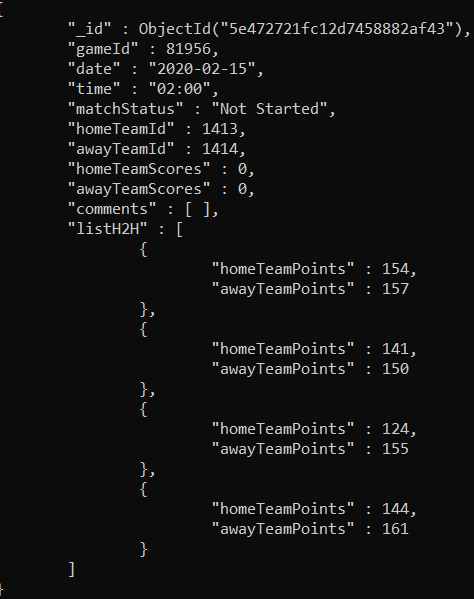 {
"_id" : ObjectId("5e472721fc12d7458882af43"),
"gameId" : 81956,
"date" : "2020-02-15",
"time" : "02:00",
"matchStatus" : "Not Started",
"homeTeamId" : 1413,
"awayTeamId" : 1414,
"homeTeamScores" : 0,
"awayTeamScores" : 0,
"comments" : [ ],
"listH2H" : [
{
"homeTeamPoints" : 154,
"awayTeamPoints" : 157
},
{
"homeTeamPoints" : 141,
"awayTeamPoints" : 150
},
{
"homeTeamPoints" : 124,
"awayTeamPoints" : 155
},
{
"homeTeamPoints" : 144,
"awayTeamPoints" : 161
}
]
}